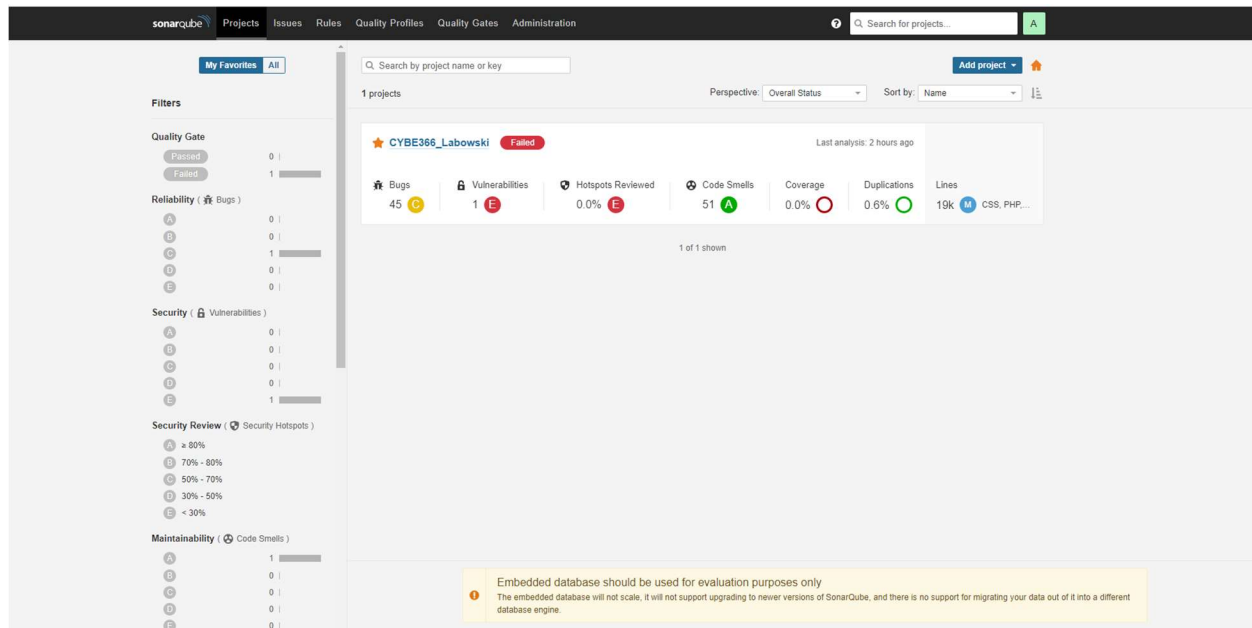 sonarqube Projects Issues Rules Quality Profiles Quality Gates Administration Search for projects... A
My Favorites All
Filters
Quality Gate
Passed 0
Failed 1
Reliability ( Bugs )
A 0
B 0
C 1
D 0
E 0
Security ( Vulnerabilities )
A 0
B 0
C 0
D 0
E 1
Security Review ( Security Hotspots )
A ≥ 80%
B 70% - 80%
C 50% - 70%
D 30% - 50%
E < 30%
Maintainability ( Code Smells )
A 1
B 0
C 0
D 0
E 0
Search by project name or key
Add project
1 projects
Perspective: Overall Status Sort by: Name
CYBE366_Labowski Failed Last analysis: 2 hours ago
Bugs Vulnerabilities Hotspots Reviewed Code Smells Coverage Duplications Lines
45 C 1 E 0.0% E 51 A 0.0% 0.6% 19k M CSS, PHP,...
1 of 1 shown
Embedded database should be used for evaluation purposes only
The embedded database will not scale, it will not support upgrading to newer versions of SonarQube, and there is no support for migrating your data out of it into a different
database engine.